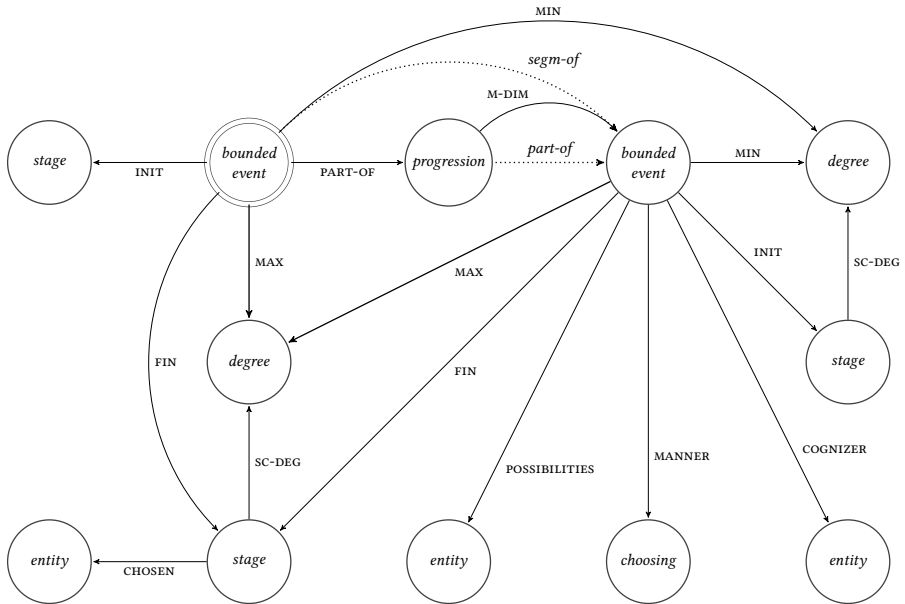 MIN
segm-of
M-DIM
stage
INIT
bounded
event
PART-OF
progression
part-of
bounded
event
MIN
degree
MAX
MAX
INIT
SC-DEG
FIN
degree
FIN
stage
SC-DEG
POSSIBILITIES
MANNER
COGNIZER
entity
CHOSEN
stage
entity
choosing
entity